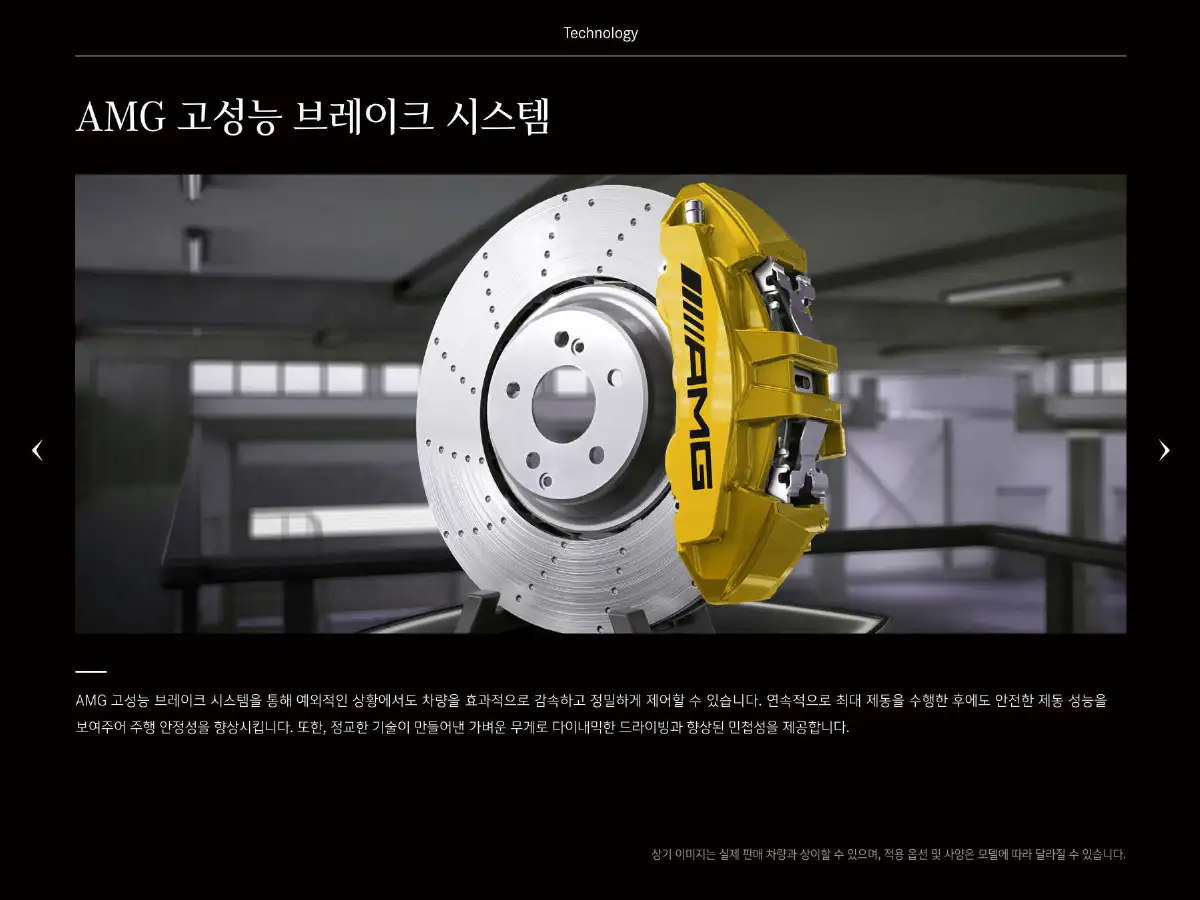 Technology
AMG 고성능 브레이크 시스템
AMG
AMG 고성능 브레이크 시스템을 통해 예외적인 상황에서도 차량을 효과적으로 감속하고 정밀하게 제어할 수 있습니다. 연속적으로 최대 제동을 수행한 후에도 안전한 제동 성능을
보여주어 주행 안정성을 향상시킵니다. 또한, 정교한 기술이 만들어낸 가벼운 무게로 다이내믹한 드라이빙과 향상된 민첩성을 제공합니다.
상기 이미지는 실제 판매 차량과 상이할 수 있으며, 적용 옵션 및 사양은 모델에 따라 달라질 수 있습니다.